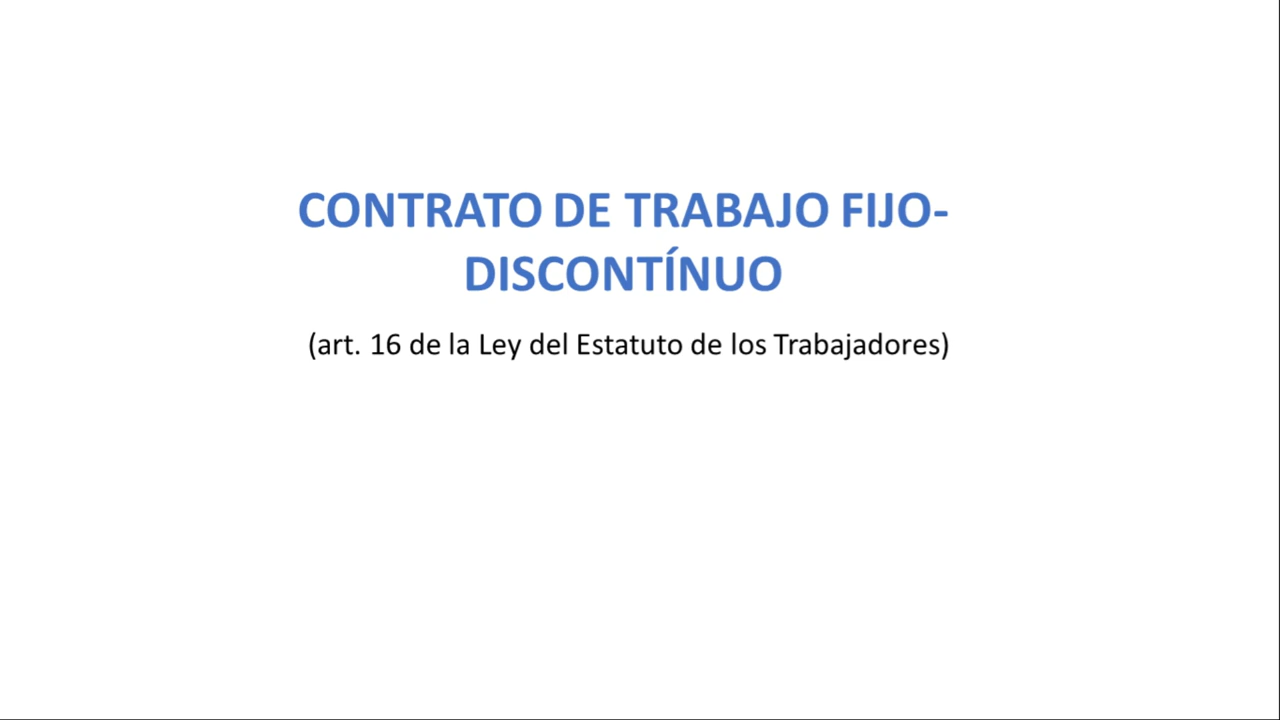 CONTRATO DE TRABAJO FIJO-
DISCONTÍNUO
(art. 16 de la Ley del Estatuto de los Trabajadores)